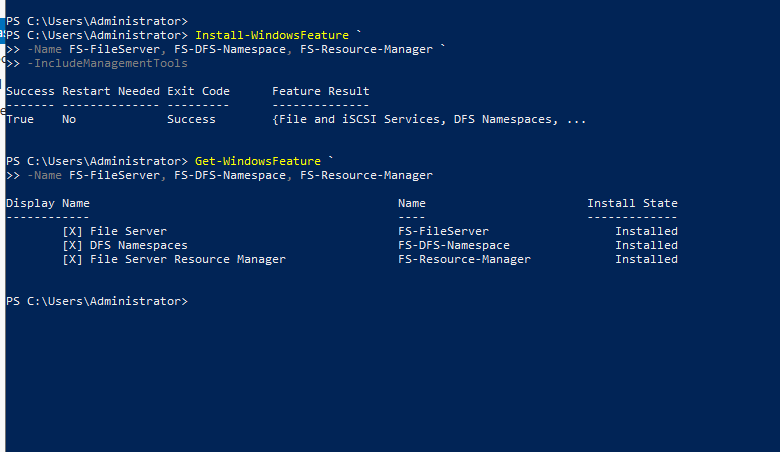 PS C:\Users\Administrator>
PS C:\Users\Administrator> Install-WindowsFeature `
>> -Name FS-FileServer, FS-DFS-Namespace, FS-Resource-Manager `
>> -IncludeManagementTools
Success Restart Needed Exit Code      Feature Result
------- -------------- ---------      --------------
True    No             Success        {File and iSCSI Services, DFS Namespaces, ...
PS C:\Users\Administrator> Get-WindowsFeature `
>> -Name FS-FileServer, FS-DFS-Namespace, FS-Resource-Manager
Display Name                                            Name                       Install State
------------                                            ----                       -------------
        [X] File Server                                 FS-FileServer                  Installed
        [X] DFS Namespaces                              FS-DFS-Namespace               Installed
        [X] File Server Resource Manager                FS-Resource-Manager            Installed
PS C:\Users\Administrator>